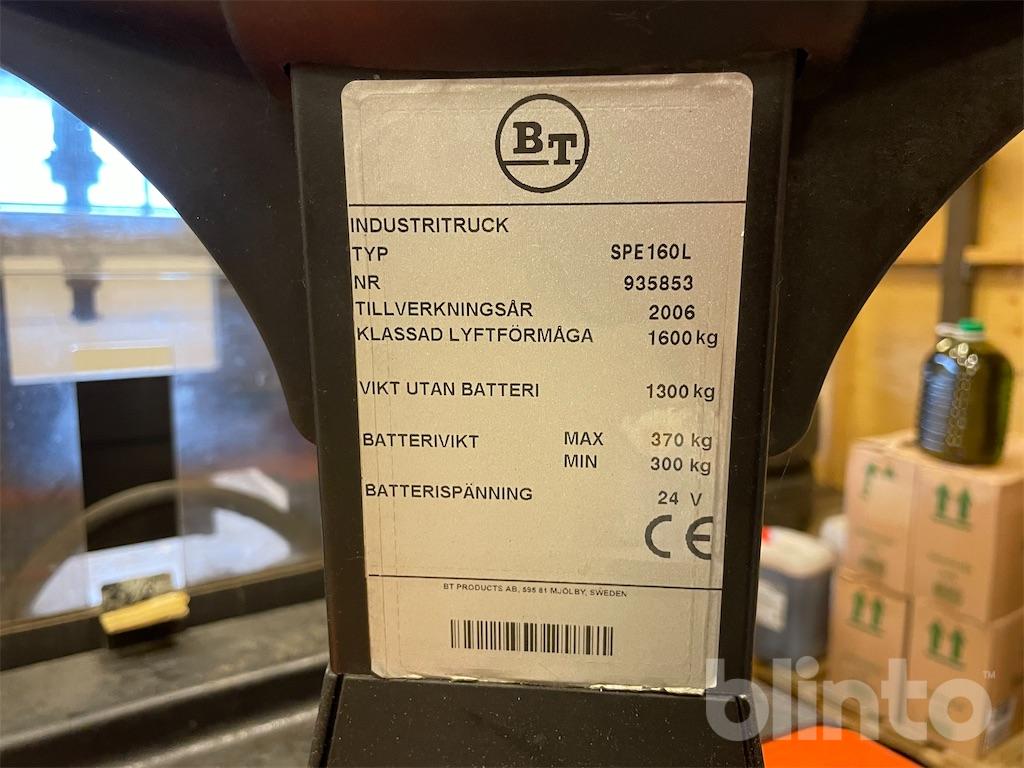 BT
INDUSTRITRUCK
TYP SPE160L
NR 935853
TILLVERKNINGSÅR 2006
KLASSAD LYFTFÖRMÅGA 1600 kg
VIKT UTAN BATTERI 1300 kg
BATTERIVIKT MAX 370 kg
MIN 300 kg
BATTERISPÄNNING 24 V
CE
BT PRODUCTS AB, 595 81 MJÖLBY, SWEDEN
blinto™